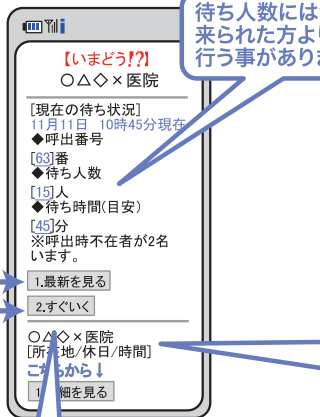 待ち人数には
来られた方よ
行う事があり
【いまどう!?】
○△◇×医院
[現在の待ち状況]
11月11日 10時45分現在
◆呼出番号
[63]番
◆待ち人数
[15]人
◆待ち時間(目安)
[45]分
※呼出時不在者が2名
います。
1.最新を見る
2.すぐいく
○△◇×医院
[所在地/休日/時間]
こちらから↓
1.詳細を見る